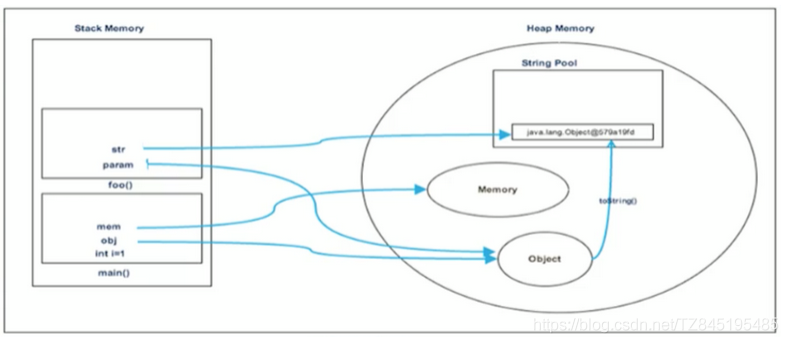 Stack Memory
Heap Memory
String Pool
java.lang.Object@579a19fd
str
param
foo()
Memory
toString()
mem
obj
int i=1
main()
Object
https://blog.csdn.net/TZ845195485